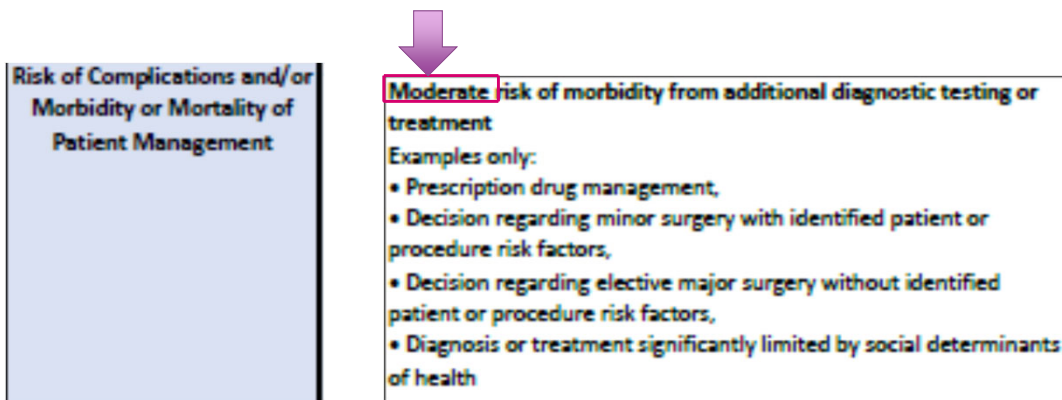 Risk of Complications and/or
Morbidity or Mortality of
Patient Management
Moderate risk of morbidity from additional diagnostic testing or
treatment
Examples only:
• Prescription drug management,
• Decision regarding minor surgery with identified patient or
procedure risk factors,
• Decision regarding elective major surgery without identified
patient or procedure risk factors,
• Diagnosis or treatment significantly limited by social determinants
of health